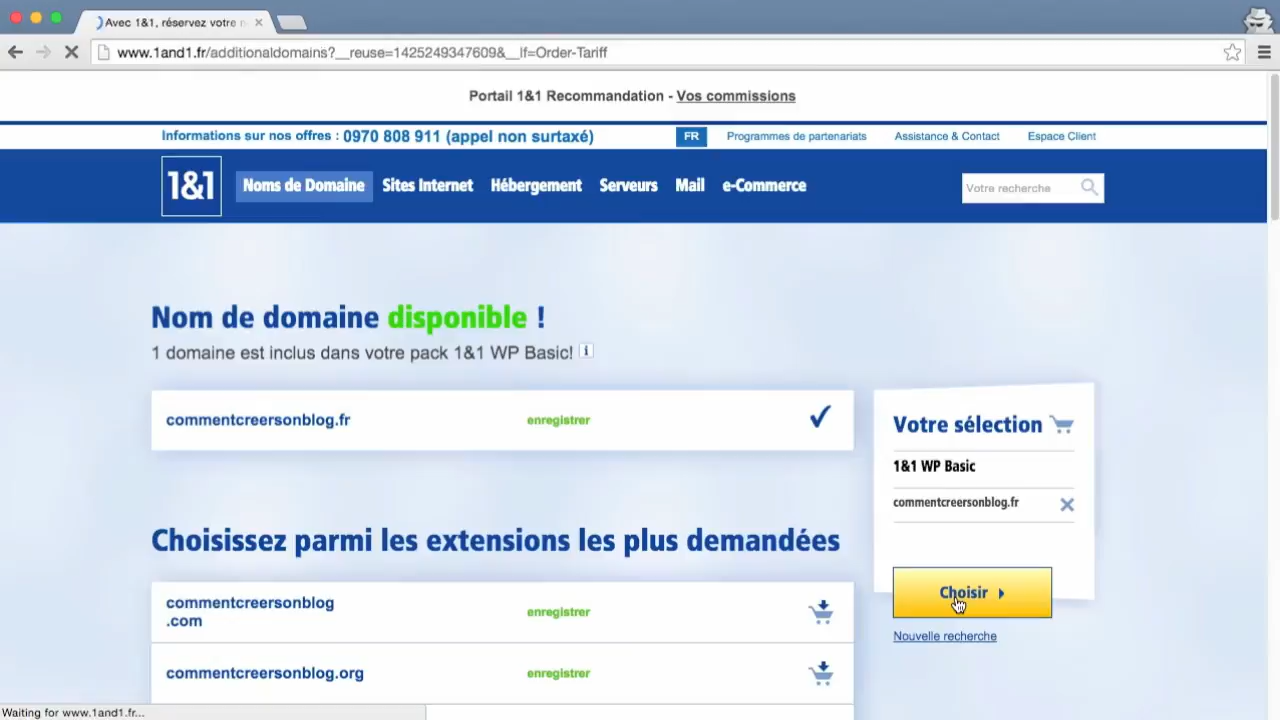 Avec 1&1, réservez votre n
www.1and1.fr/additionaldomains?__reuse=1425249347609&__lf=Order-Tariff
Portail 1&1 Recommandation - Vos commissions
Informations sur nos offres : 0970 808 911 (appel non surtaxé)
FR
Programmes de partenariats
Assistance & Contact
Espace Client
1&1
Noms de Domaine
Sites Internet
Hébergement
Serveurs
Mail
e-Commerce
Votre recherche
Nom de domaine disponible !
1 domaine est inclus dans votre pack 1&1 WP Basic! i
commentcreersonblog.fr
enregistrer
Votre sélection
1&1 WP Basic
commentcreersonblog.fr
Choisir
Nouvelle recherche
Choisissez parmi les extensions les plus demandées
commentcreersonblog
.com
enregistrer
commentcreersonblog.org
enregistrer
Waiting for www.1and1.fr...